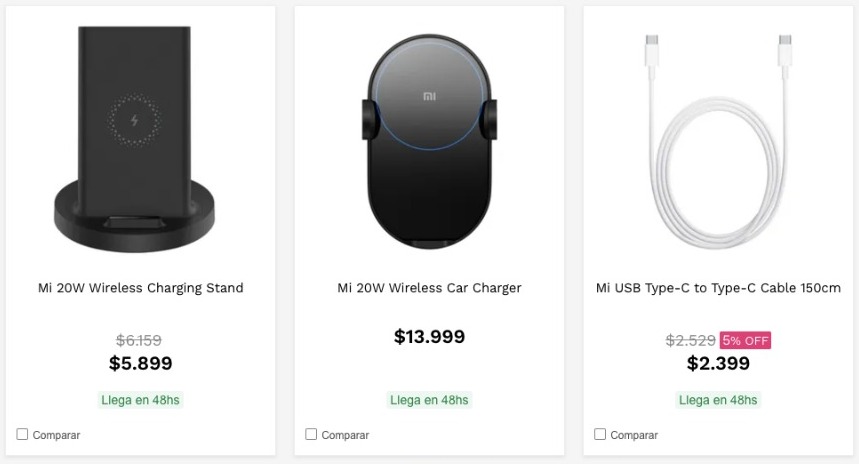 mi
Mi 20W Wireless Charging Stand
$6.159
$5.899
Llega en 48hs
Comparar
Mi 20W Wireless Car Charger
$13.999
Llega en 48hs
Comparar
Mi USB Type-C to Type-C Cable 150cm
$2.529 5% OFF
$2.399
Llega en 48hs
Comparar